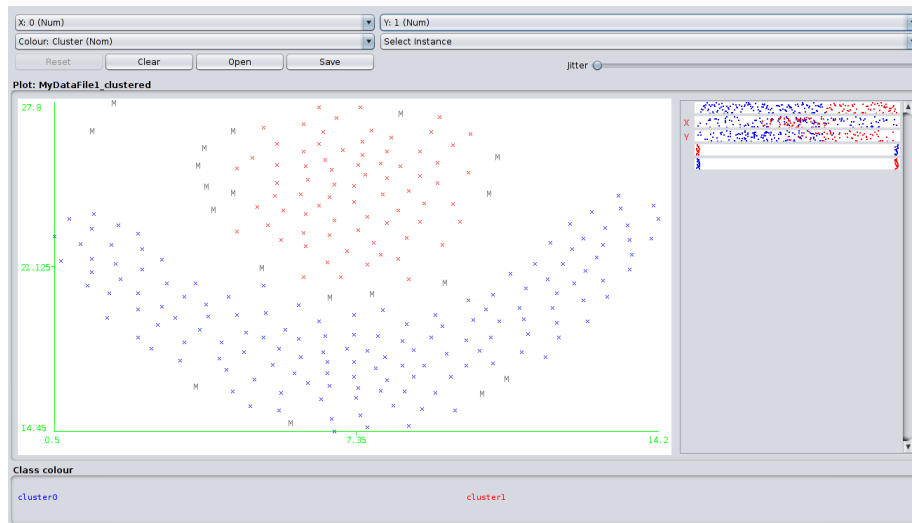 X: 0 (Num) Y: 1 (Num)
Colour: Cluster (Nom) Select Instance
Reset Clear Open Save Jitter
Plot: MyDataFile1_clustered
27.8
M
M M M
X
M
Y
M M
M M
M M
M
M
21.125
M
M M
M
M M
M
M
14.45
0.5 7.35 14.2
Class colour
cluster0 cluster1